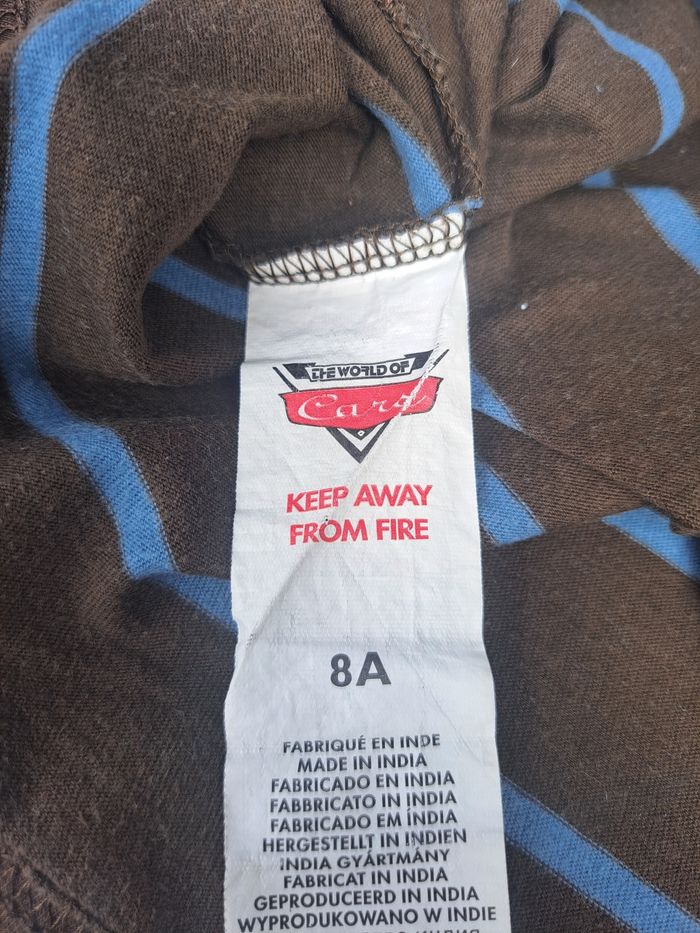 THE WORLD OF
Cars
KEEP AWAY
FROM FIRE
8A
FABRIQUÉ EN INDE
MADE IN INDIA
FABRICADO EN INDIA
FABBRICATO IN INDIA
FABRICADO EM ÍNDIA
HERGESTELLT IN INDIEN
INDIA GYÁRTMÁNY
FABRICAT IN INDIA
GEPRODUCEERD IN INDIA
WYPRODUKOWANO W INDIE